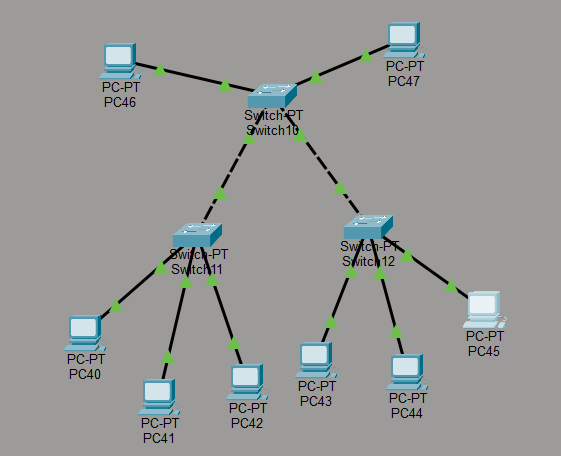 PC-PT
PC46
PC-PT
PC47
Switch-PT
Switch10
Switch-PT
Switch11
Switch-PT
Switch12
PC-PT
PC40
PC-PT
PC41
PC-PT
PC42
PC-PT
PC43
PC-PT
PC44
PC-PT
PC45